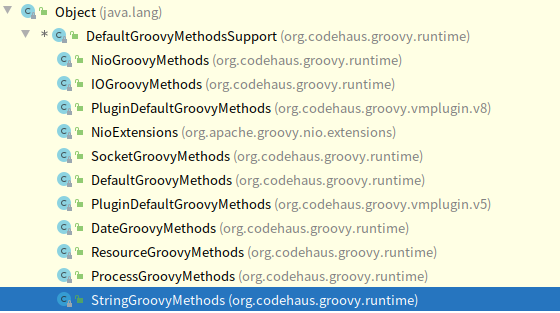 Object (java.lang)
* DefaultGroovyMethodsSupport (org.codehaus.groovy.runtime)
NioGroovyMethods (org.codehaus.groovy.runtime)
IOGroovyMethods (org.codehaus.groovy.runtime)
PluginDefaultGroovyMethods (org.codehaus.groovy.vmplugin.v8)
NioExtensions (org.apache.groovy.nio.extensions)
SocketGroovyMethods (org.codehaus.groovy.runtime)
DefaultGroovyMethods (org.codehaus.groovy.runtime)
PluginDefaultGroovyMethods (org.codehaus.groovy.vmplugin.v5)
DateGroovyMethods (org.codehaus.groovy.runtime)
ResourceGroovyMethods (org.codehaus.groovy.runtime)
ProcessGroovyMethods (org.codehaus.groovy.runtime)
StringGroovyMethods (org.codehaus.groovy.runtime)